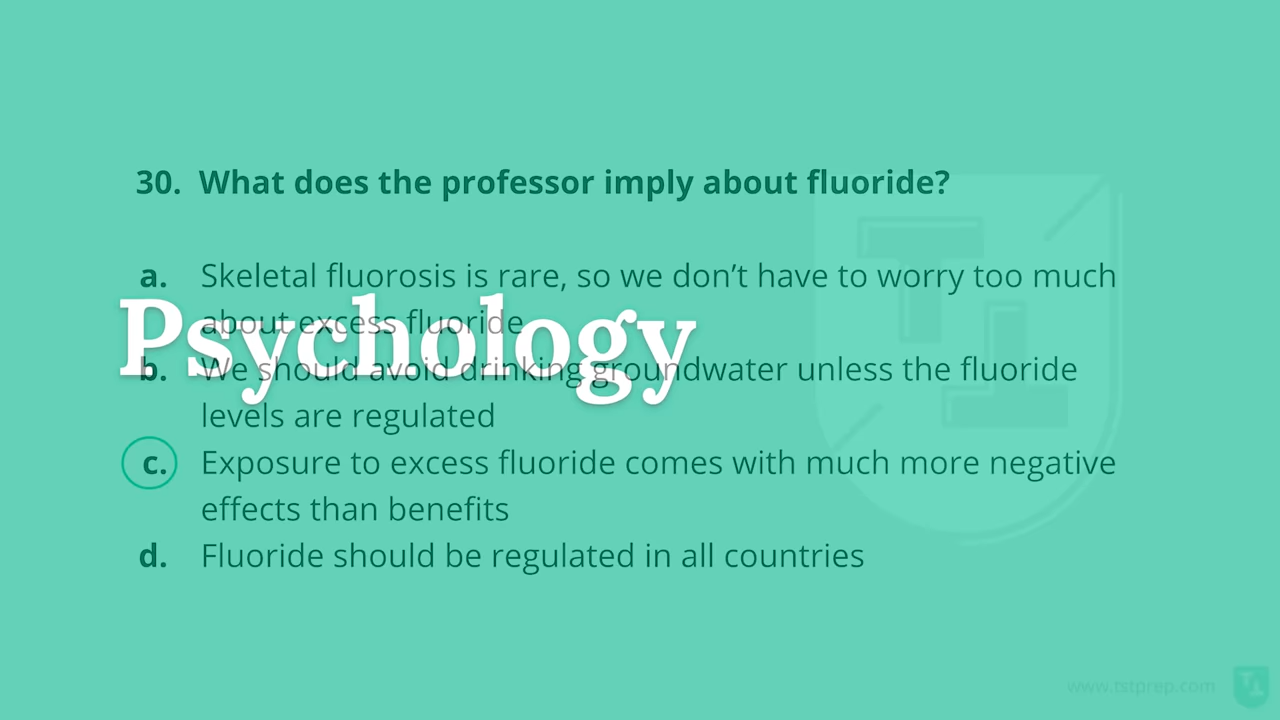 30. What does the professor imply about fluoride?
a. Skeletal fluorosis is rare, so we don't have to worry too much
about excess fluoride
Psychology
b. We should avoid drinking groundwater unless the fluoride
levels are regulated
c. Exposure to excess fluoride comes with much more negative
effects than benefits
d. Fluoride should be regulated in all countries
www.tstprep.com